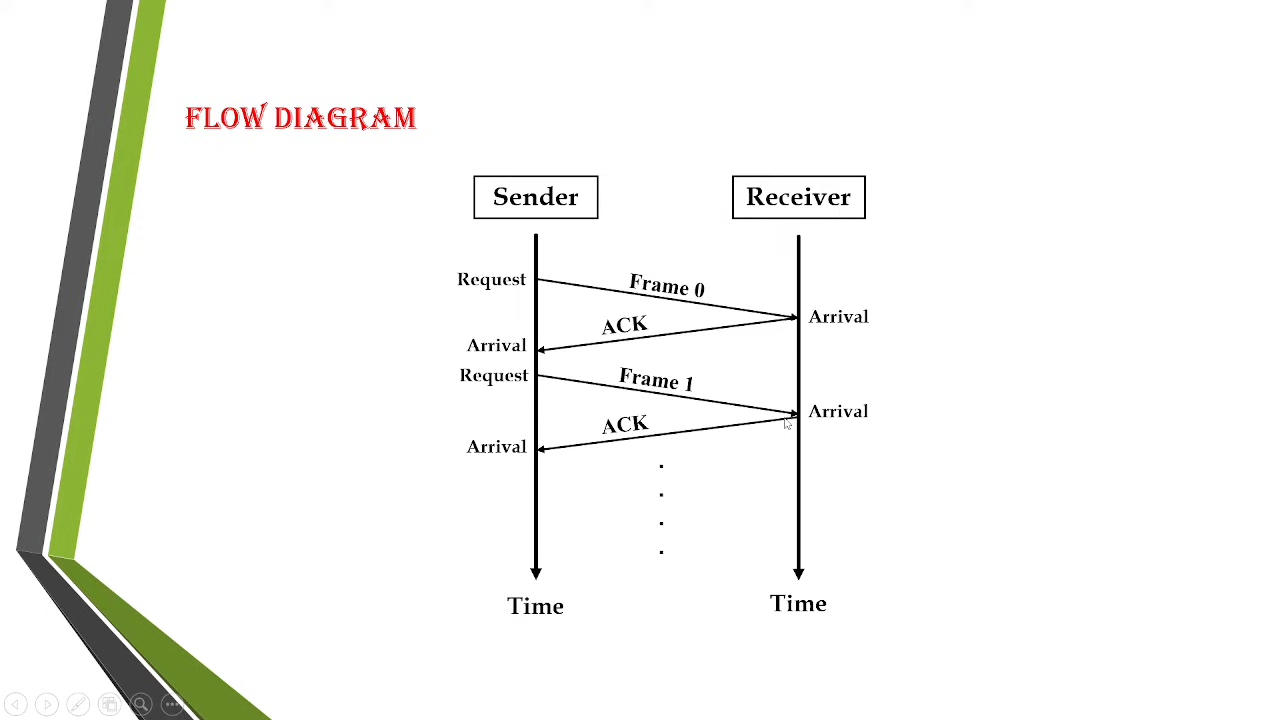 FLOW DIAGRAM
Sender
Receiver
Request
Frame 0
Arrival
ACK
Arrival
Request
Frame 1
Arrival
ACK
Arrival
.
.
.
.
Time
Time